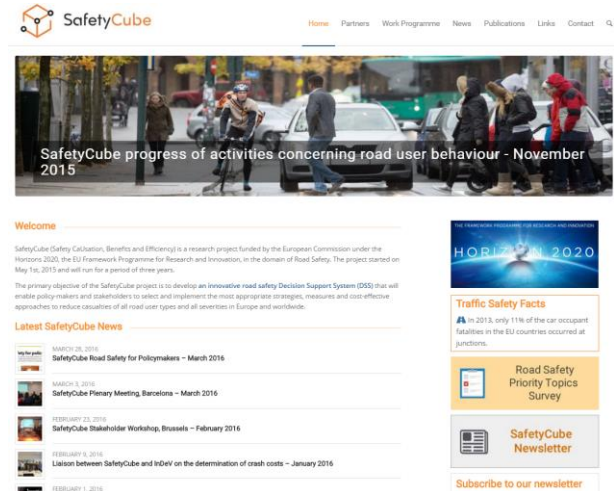 SafetyCube
Home Partners Work Programme News Publications Links Contact
SafetyCube progress of activities concerning road user behaviour - November
2015
Welcome
SafetyCube (Safety CaUsation, Benefits and Efficiency) is a research project funded by the European Commission under the
Horizons 2020, the EU Framework Programme for Research and Innovation, in the domain of Road Safety. The project started on
May 1st, 2015 and will run for a period of three years.
The primary objective of the SafetyCube project is to develop an innovative road safety Decision Support System (DSS) that will
enable policy-makers and stakeholders to select and implement the most appropriate strategies, measures and cost-effective
approaches to reduce casualties of all road user types and all severities in Europe and worldwide.
Latest SafetyCube News
MARCH 28, 2016
SafetyCube Road Safety for Policymakers – March 2016
MARCH 3, 2016
SafetyCube Plenary Meeting, Barcelona – March 2016
FEBRUARY 23, 2016
SafetyCube Stakeholder Workshop, Brussels – February 2016
FEBRUARY 9, 2016
Liaison between SafetyCube and InDeV on the determination of crash costs – January 2016
FEBRUARY 1, 2016
THE FRAMEWORK PROGRAMME FOR RESEARCH AND INNOVATION
HORIZON 2020
Traffic Safety Facts
In 2013, only 11% of the car occupant
fatalities in the EU countries occurred at
junctions.
Road Safety
Priority Topics
Survey
SafetyCube
Newsletter
Subscribe to our newsletter